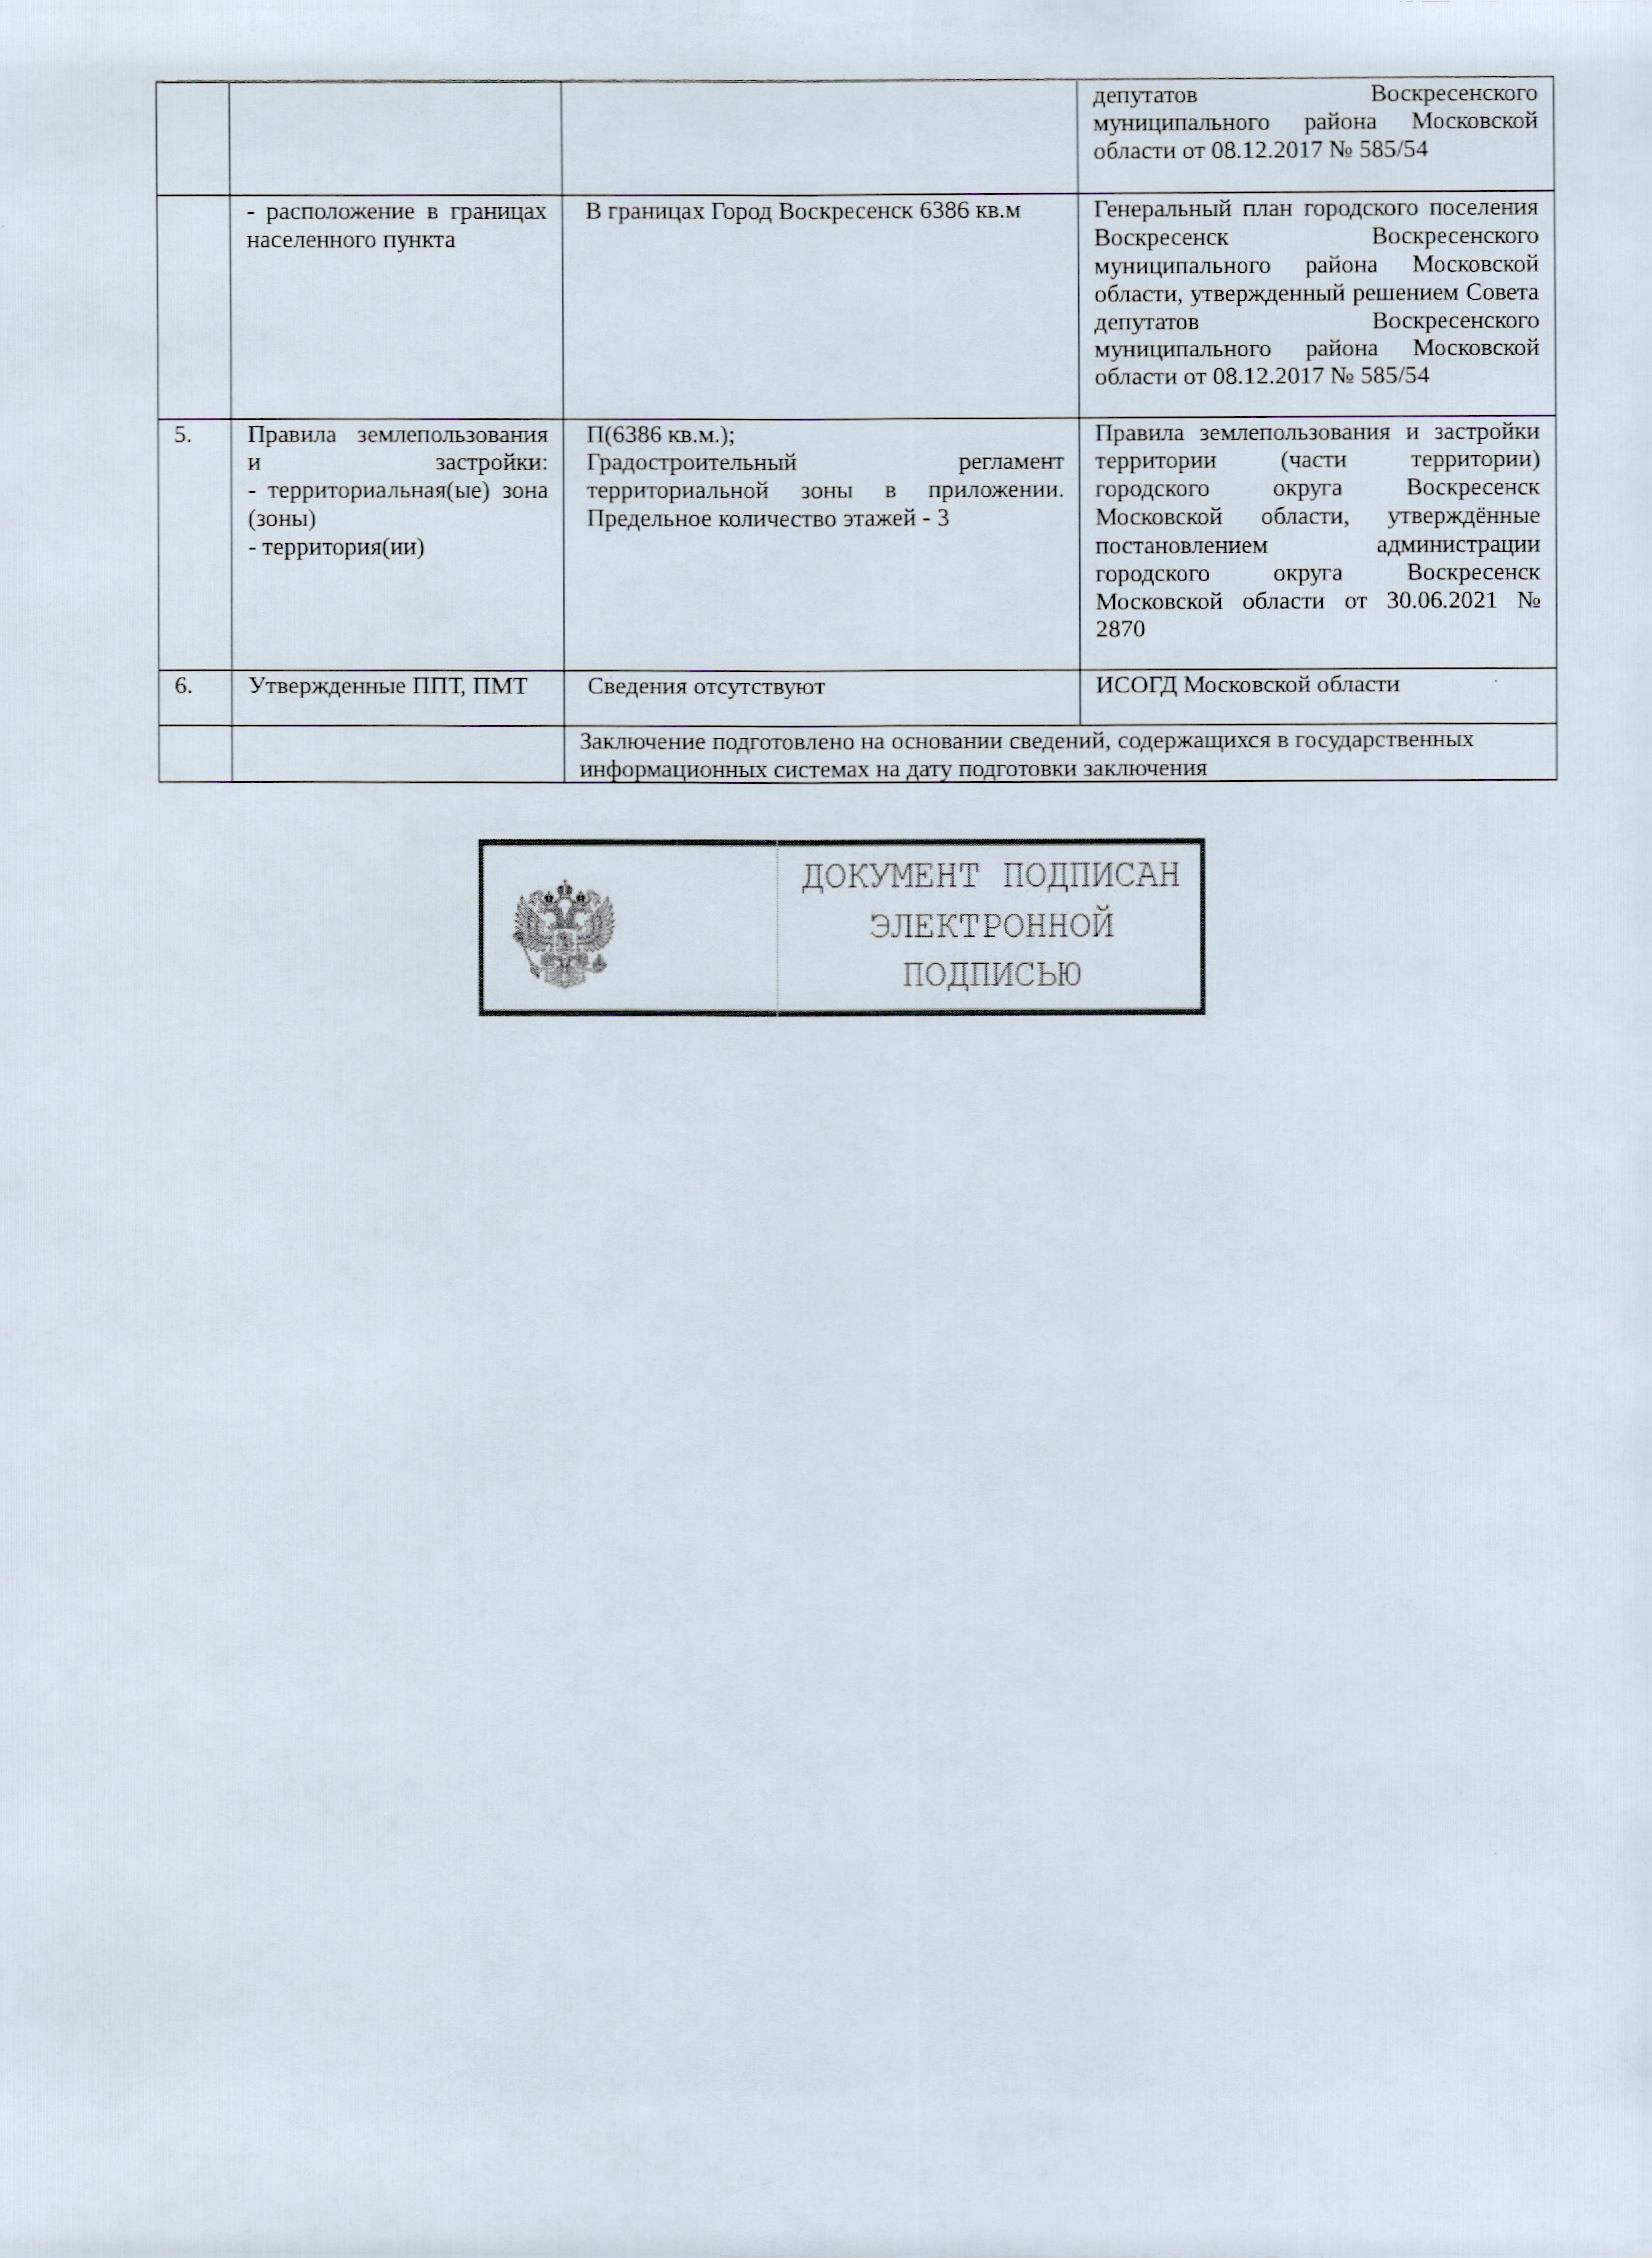 депутатов Воскресенского
муниципального района Московской
области от 08.12.2017 № 585/54
- расположение в границах
населенного пункта
В границах Город Воскресенск 6386 кв.м
Генеральный план городского поселения
Воскресенск Воскресенского
муниципального района Московской
области, утвержденный решением Совета
депутатов Воскресенского
муниципального района Московской
области от 08.12.2017 № 585/54
5.
Правила землепользования
и застройки:
- территориальная(ые) зона
(зоны)
- территория(ии)
П(6386 кв.м.);
Градостроительный регламент
территориальной зоны в приложении.
Предельное количество этажей - 3
Правила землепользования и застройки
территории (части территории)
городского округа Воскресенск
Московской области, утверждённые
постановлением администрации
городского округа Воскресенск
Московской области от 30.06.2021 №
2870
6.
Утвержденные ППТ, ПМТ
Сведения отсутствуют
ИСОГД Московской области
Заключение подготовлено на основании сведений, содержащихся в государственных
информационных системах на дату подготовки заключения
ДОКУМЕНТ ПОДПИСАН
ЭЛЕКТРОННОЙ
ПОДПИСЬЮ